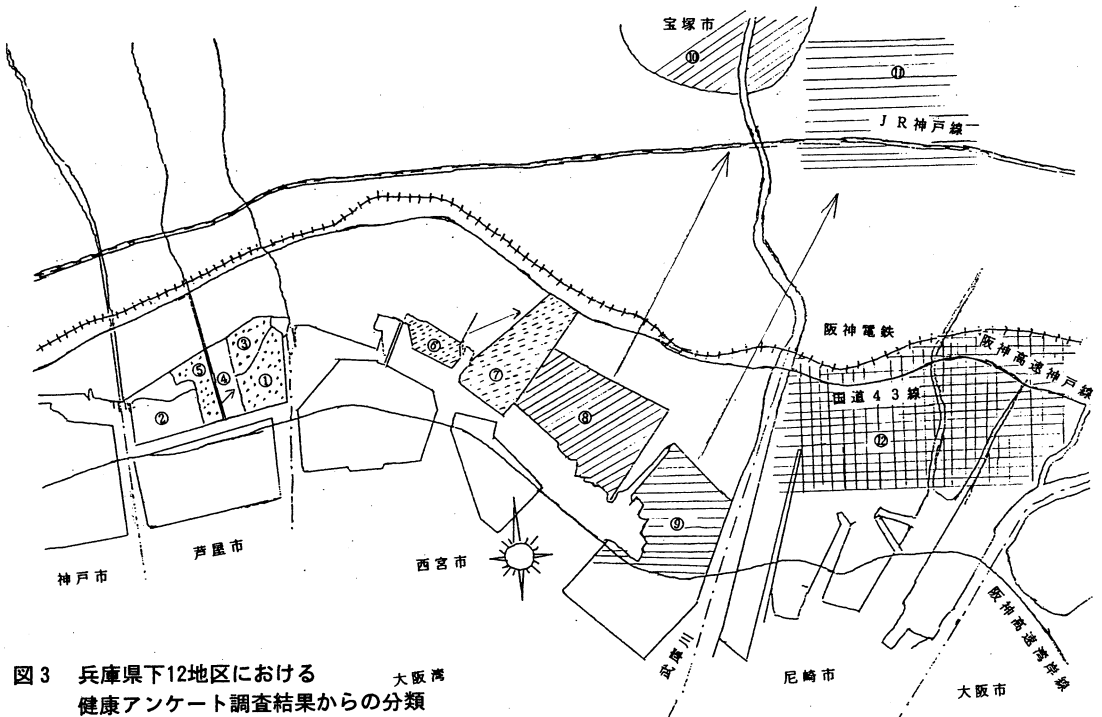 宝塚市
⑩
⑪
JR神戸線
阪神電鉄
阪神高速神戸線
国道43線
③
⑤
④
①
②
⑥
⑦
⑧
⑨
⑫
芦屋市
神戸市
西宮市
武庫川
尼崎市
大阪市
阪神高速湾岸線
大阪湾
図3 兵庫県下12地区における
健康アンケート調査結果からの分類